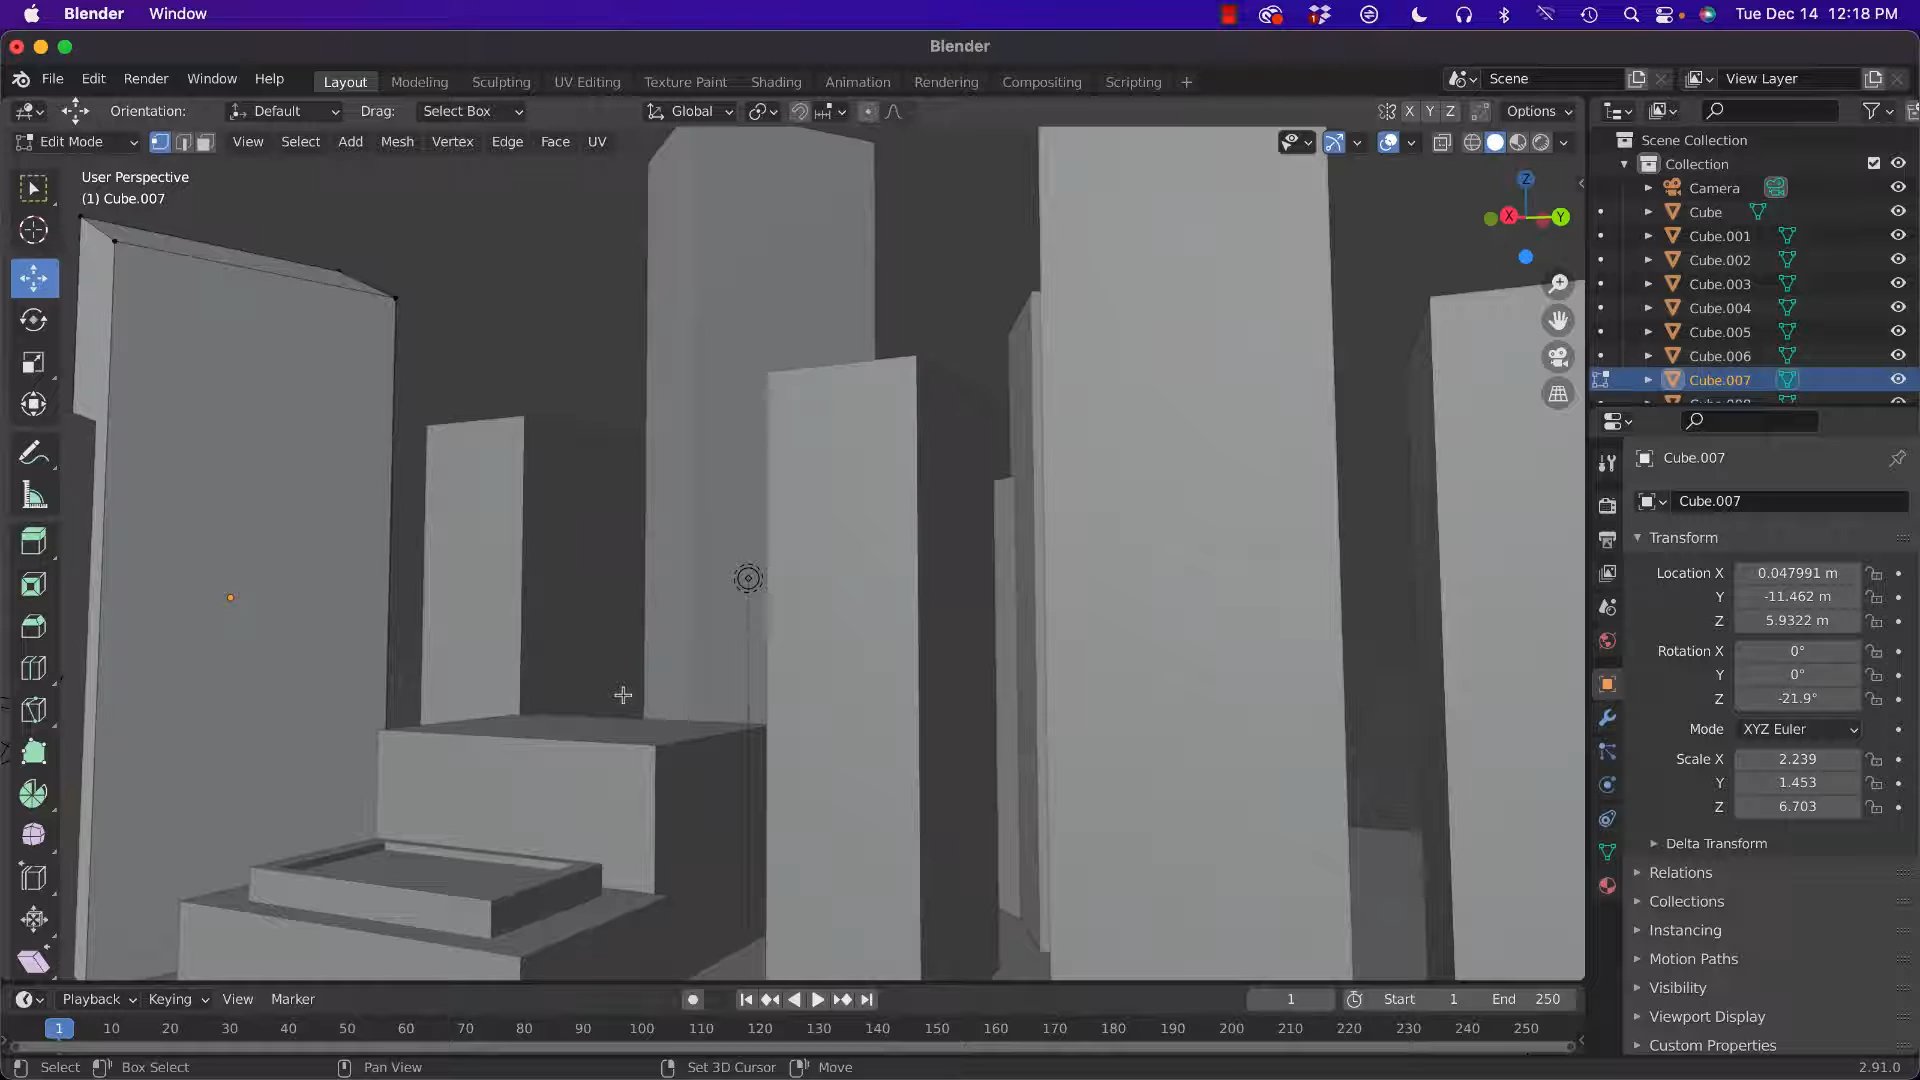 Blender Window Tue Dec 14 12:18 PM
Blender
File Edit Render Window Help Layout Modeling Sculpting UV Editing Texture Paint Shading Animation Rendering Compositing Scripting + Scene View Layer
Orientation: Default Drag: Select Box Global X Y Z Options
Edit Mode View Select Add Mesh Vertex Edge Face UV
User Perspective
(1) Cube.007
Z
X
Y
Scene Collection
Collection
Camera
Cube
Cube.001
Cube.002
Cube.003
Cube.004
Cube.005
Cube.006
Cube.007
Cube.007
Cube.007
Transform
Location X 0.047991 m
Y -11.462 m
Z 5.9322 m
Rotation X 0°
Y 0°
Z -21.9°
Mode XYZ Euler
Scale X 2.239
Y 1.453
Z 6.703
Delta Transform
Relations
Collections
Instancing
Motion Paths
Visibility
Viewport Display
Custom Properties
Playback Keying View Marker 1 Start 1 End 250
1 10 20 30 40 50 60 70 80 90 100 110 120 130 140 150 160 170 180 190 200 210 220 230 240 250
Select Box Select Pan View Set 3D Cursor Move 2.91.0